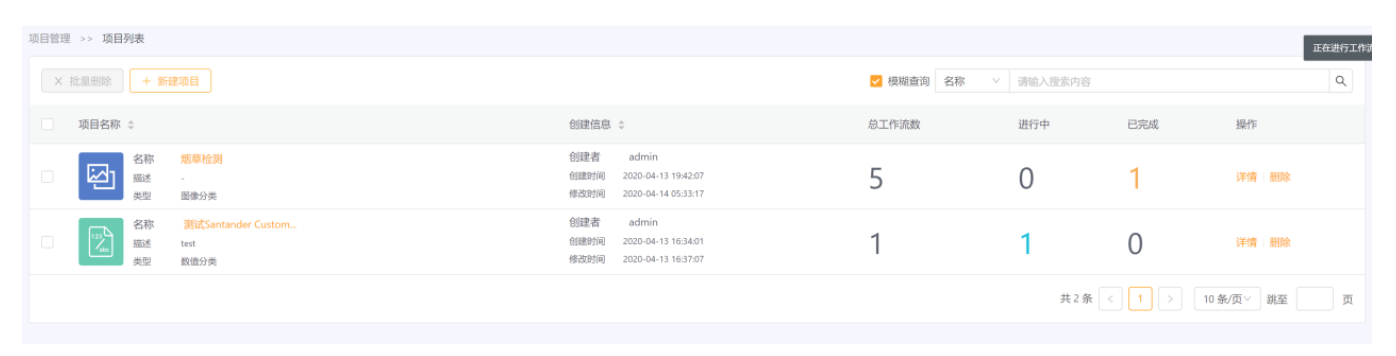 项目管理 >> 项目列表
正在进行工作流
× 批量删除 + 新建项目 模糊查询 名称 请输入搜索内容
项目名称 创建信息 总工作流数 进行中 已完成 操作
名称 烟草检测 创建者 admin
描述 - 创建时间 2020-04-13 19:42:07 5 0 1 详情 删除
类型 图像分类 修改时间 2020-04-14 05:33:17
名称 测试Santander Custom... 创建者 admin
描述 test 创建时间 2020-04-13 16:34:01 1 1 0 详情 删除
类型 数值分类 修改时间 2020-04-13 16:37:07
共 2 条 < 1 > 10 条/页 跳至 页